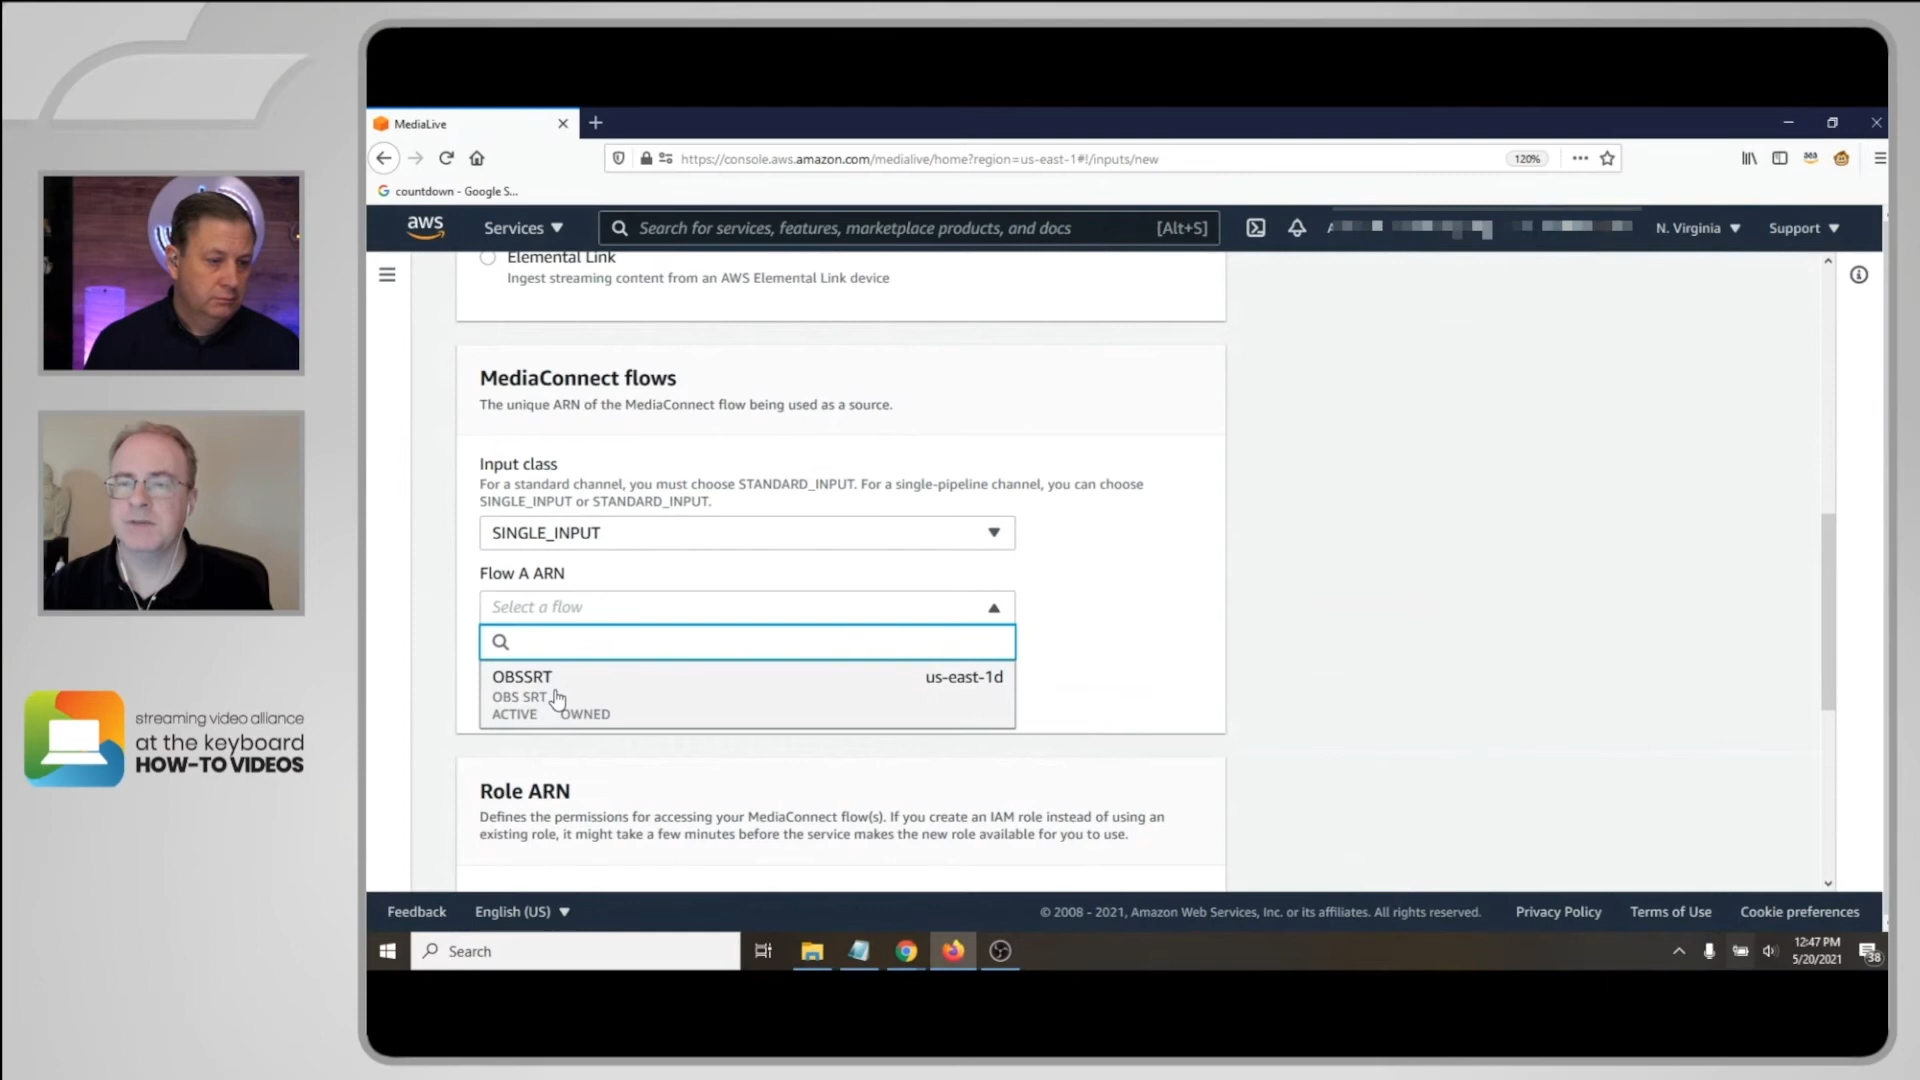 MediaLive
https://console.aws.amazon.com/medialive/home?region=us-east-1#!/inputs/new
120%
countdown - Google S...
aws
Services
Search for services, features, marketplace products, and docs
[Alt+S]
N. Virginia
Support
Elemental Link
Ingest streaming content from an AWS Elemental Link device
MediaConnect flows
The unique ARN of the MediaConnect flow being used as a source.
Input class
For a standard channel, you must choose STANDARD_INPUT. For a single-pipeline channel, you can choose
SINGLE_INPUT or STANDARD_INPUT.
SINGLE_INPUT
Flow A ARN
Select a flow
OBSSRT
us-east-1d
OBS SRT
ACTIVE OWNED
Role ARN
Defines the permissions for accessing your MediaConnect flow(s). If you create an IAM role instead of using an
existing role, it might take a few minutes before the service makes the new role available for you to use.
Feedback
English (US)
© 2008 - 2021, Amazon Web Services, Inc. or its affiliates. All rights reserved.
Privacy Policy
Terms of Use
Cookie preferences
Search
12:47 PM
5/20/2021
38
streaming video alliance
at the keyboard
HOW-TO VIDEOS